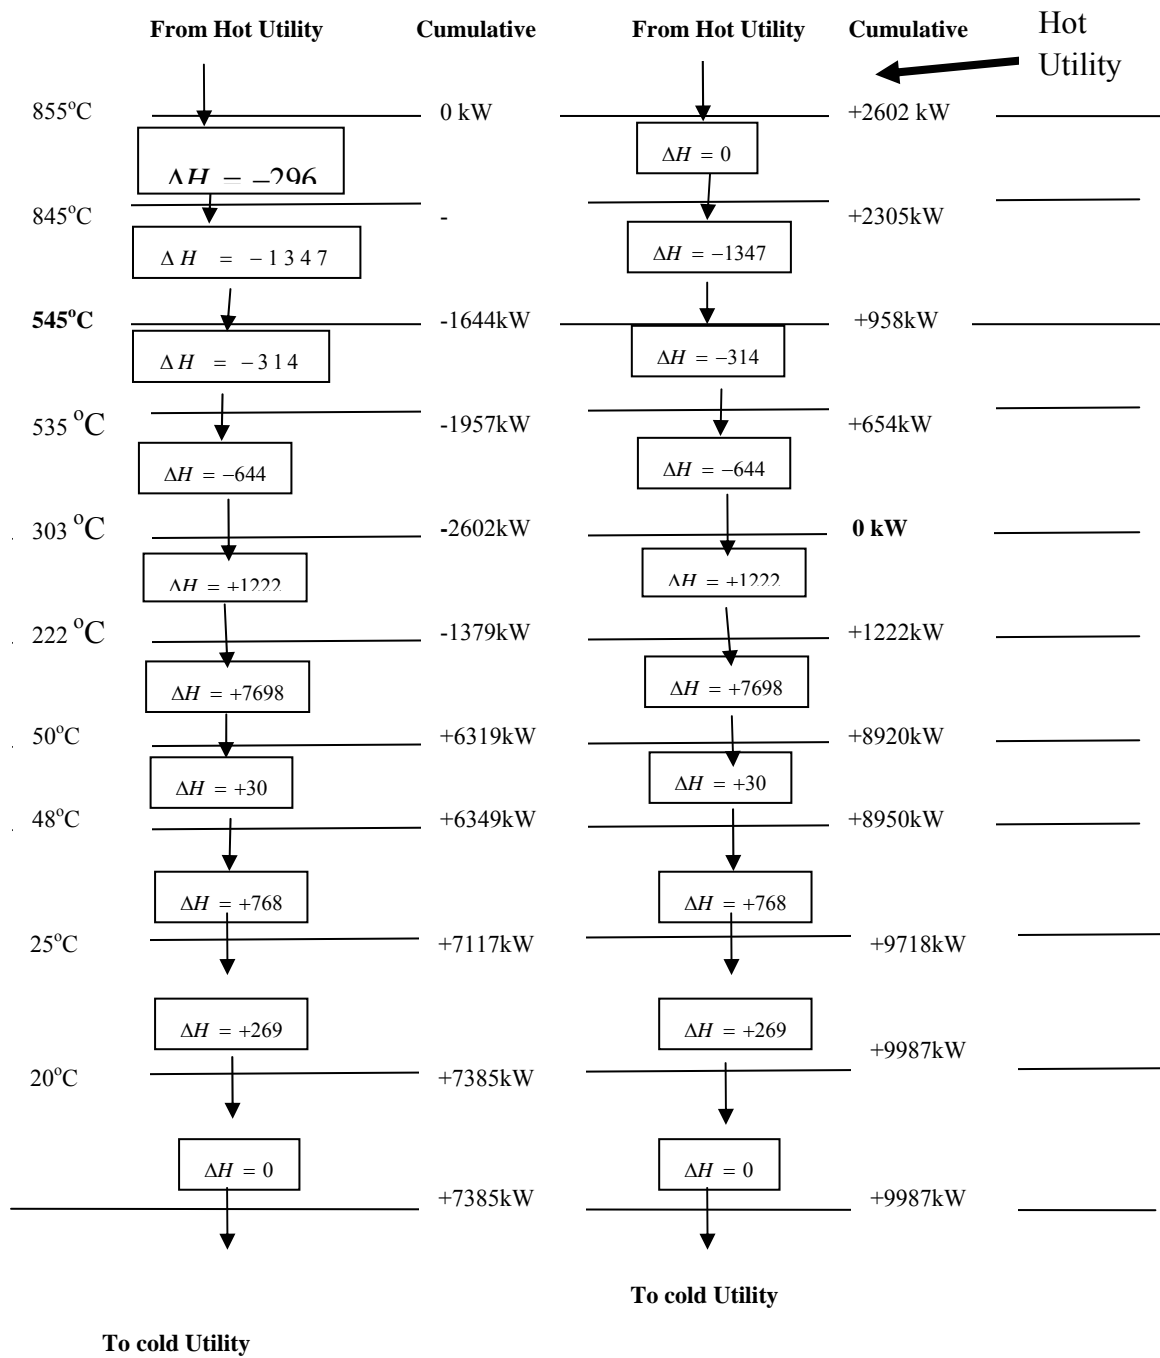 From Hot Utility Cumulative From Hot Utility Cumulative Hot Utility
855°C 0 kW +2602 kW
ΔH = −296 ΔH = 0
845°C - +2305kW
ΔH = −1347 ΔH = −1347
545°C -1644kW +958kW
ΔH = −314 ΔH = −314
535 °C -1957kW +654kW
ΔH = −644 ΔH = −644
303 °C -2602kW 0 kW
ΔH = +1222 ΔH = +1222
222 °C -1379kW +1222kW
ΔH = +7698 ΔH = +7698
50°C +6319kW +8920kW
ΔH = +30 ΔH = +30
48°C +6349kW +8950kW
ΔH = +768 ΔH = +768
25°C +7117kW +9718kW
ΔH = +269 ΔH = +269
+9987kW
20°C +7385kW
ΔH = 0 ΔH = 0
+7385kW +9987kW
To cold Utility
To cold Utility